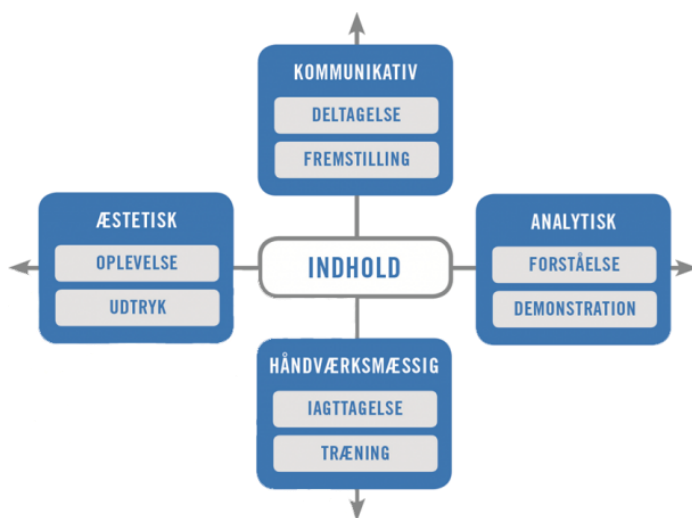 KOMMUNIKATIV
DELTAGELSE
FREMSTILLING
ÆSTETISK
OPLEVELSE
UDTRYK
INDHOLD
ANALYTISK
FORSTÅELSE
DEMONSTRATION
HÅNDVÆRKSMÆSSIG
IAGTTAGELSE
TRÆNING